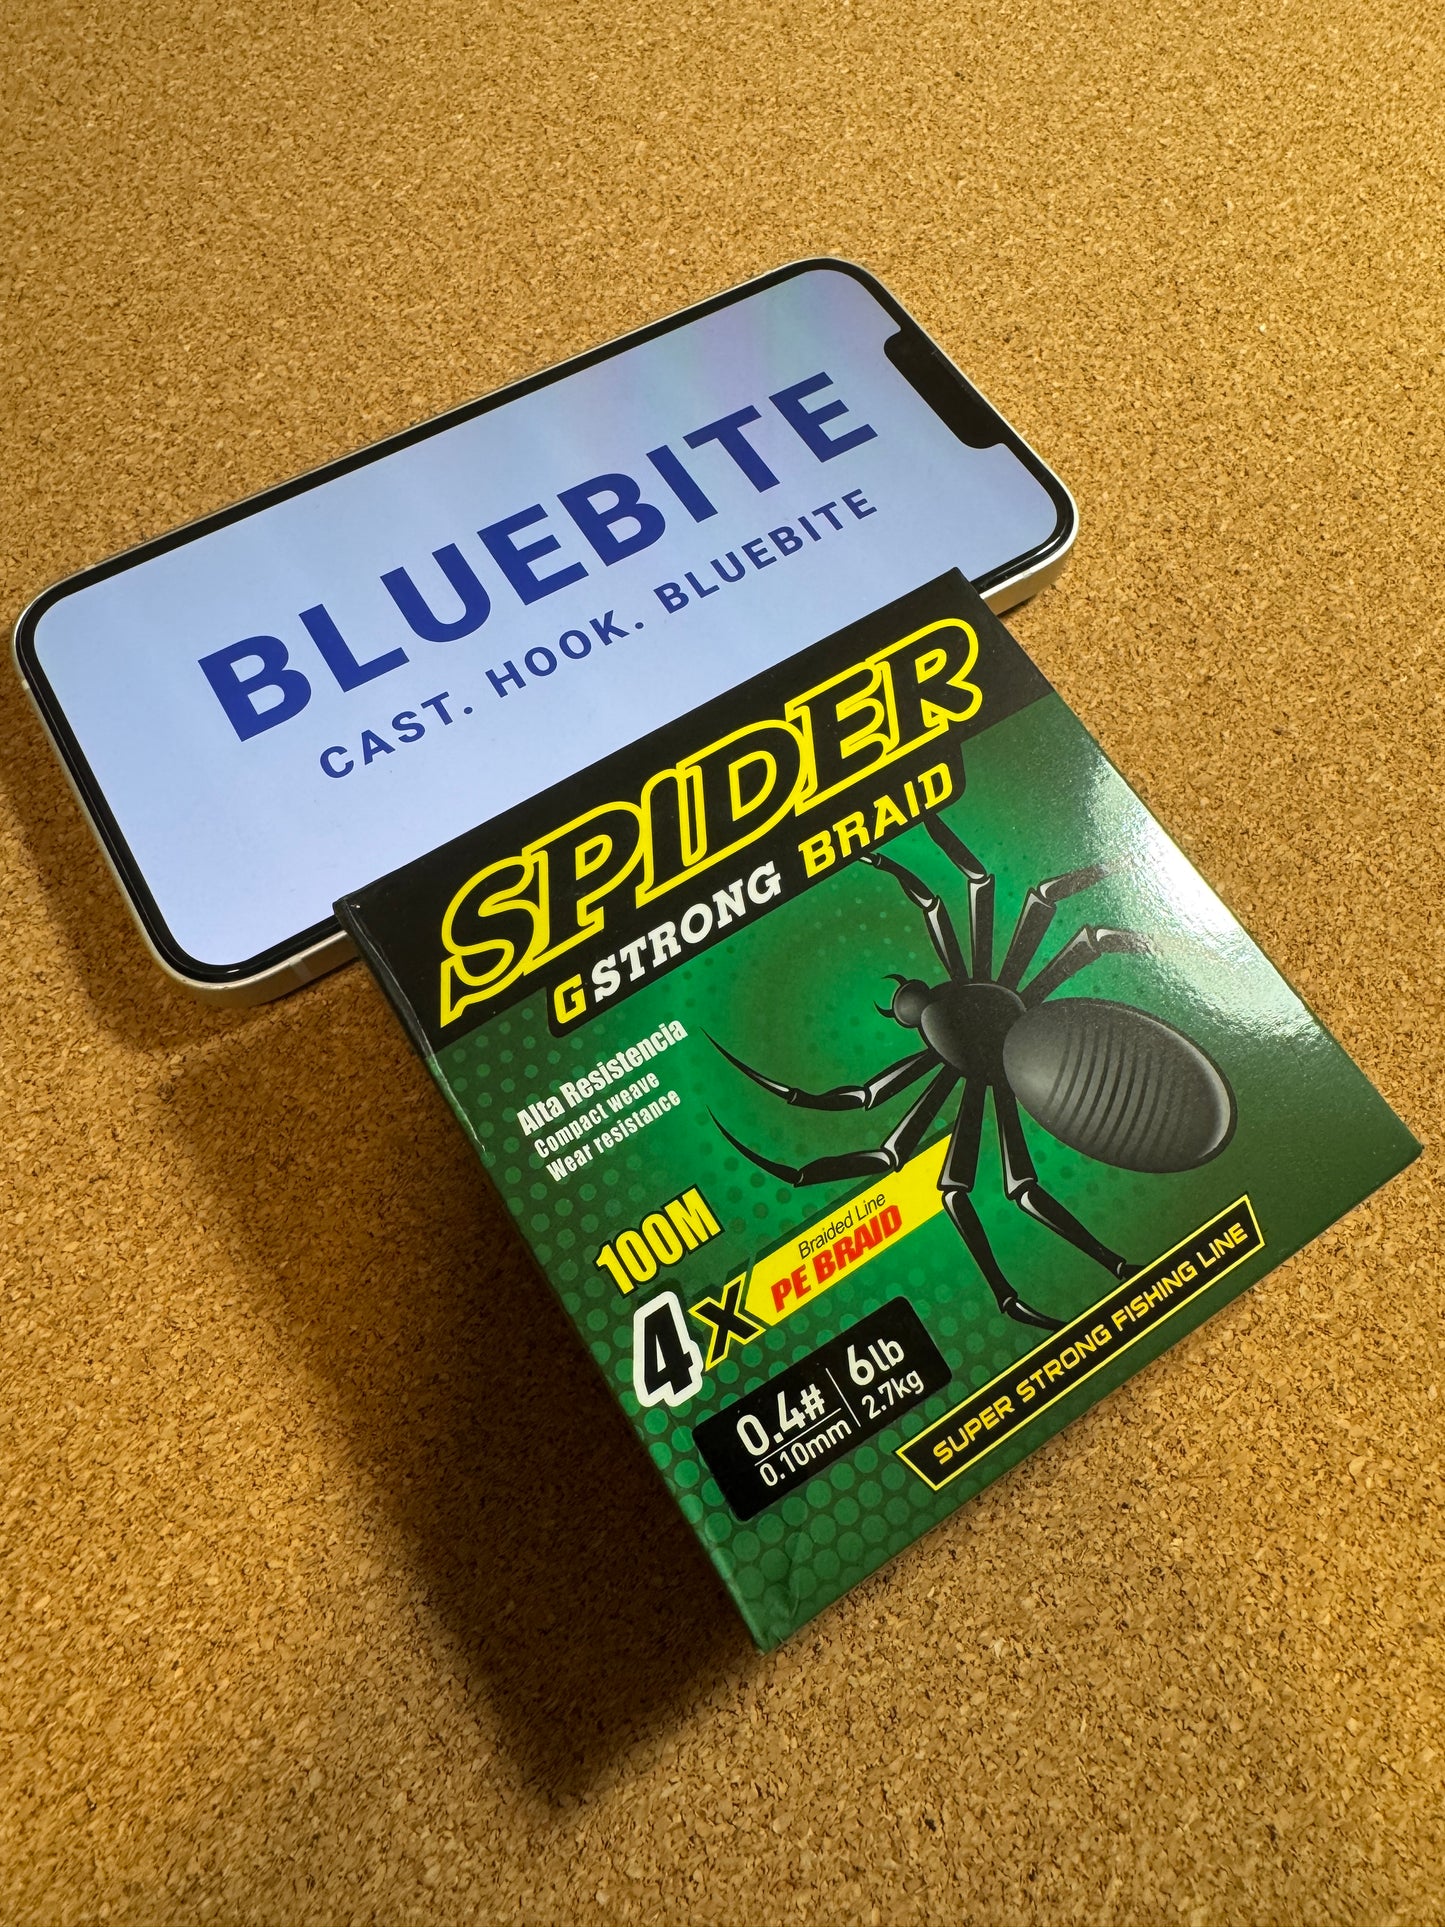 BLUEBITE
CAST. HOOK. BLUEBITE
SPIDER
GSTRONG BRAID
Alta Resistencia
Compact weave
Wear resistance
100M
4X
Braided Line
PE BRAID
0.4#
0.10mm
6lb
2.7kg
SUPER STRONG FISHING LINE